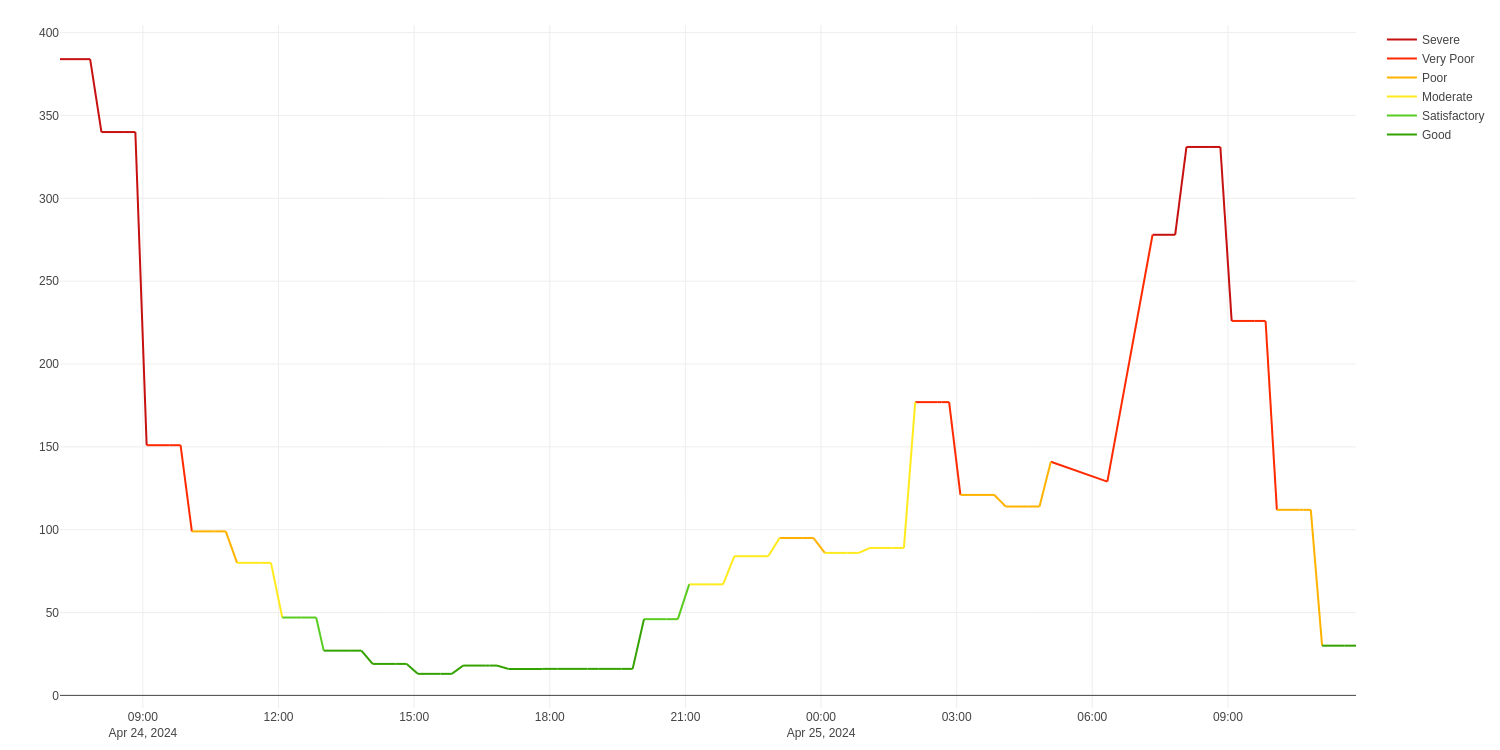 400
350
300
250
200
150
100
50
0
09:00
12:00
15:00
18:00
21:00
00:00
03:00
06:00
09:00
Apr 24, 2024
Apr 25, 2024
Severe
Very Poor
Poor
Moderate
Satisfactory
Good